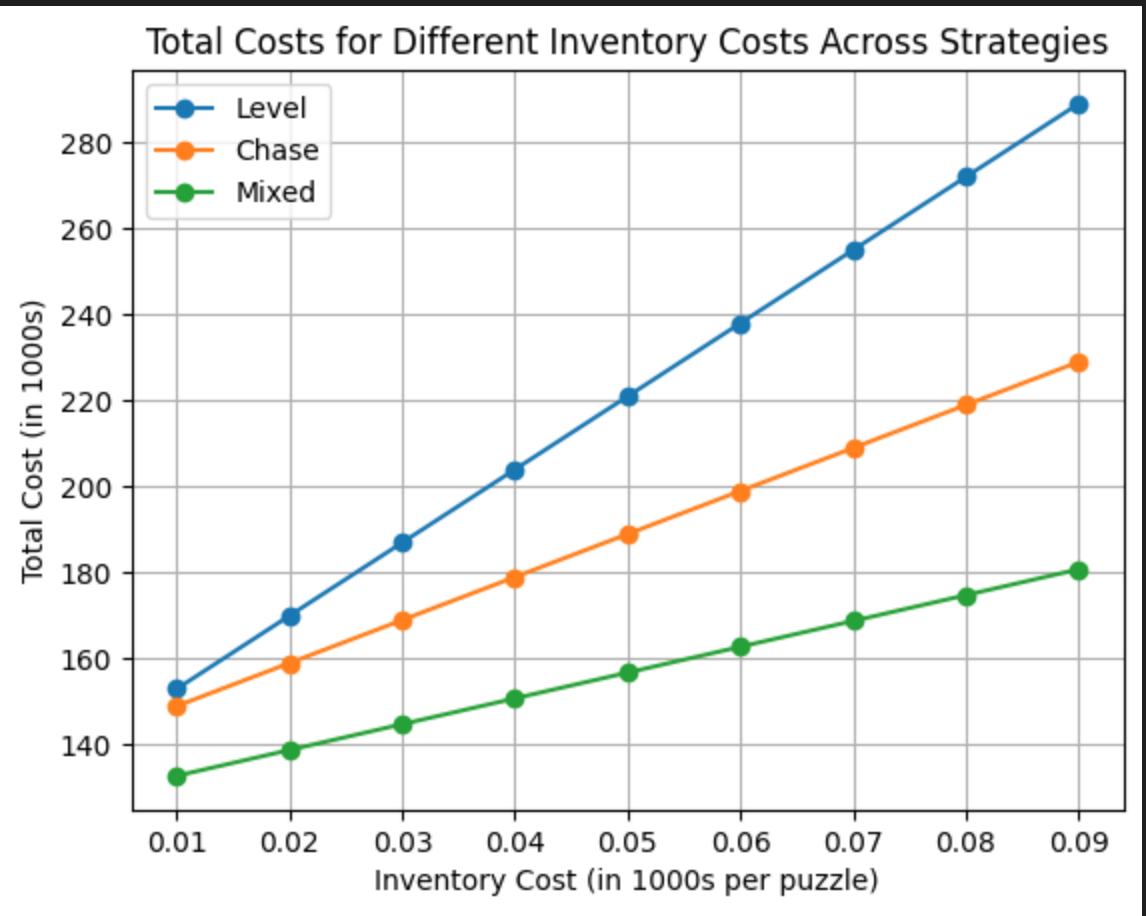 Total Costs for Different Inventory Costs Across Strategies
Level
Chase
Mixed
280
260
240
220
200
180
160
140
Total Cost (in 1000s)
0.01 0.02 0.03 0.04 0.05 0.06 0.07 0.08 0.09
Inventory Cost (in 1000s per puzzle)